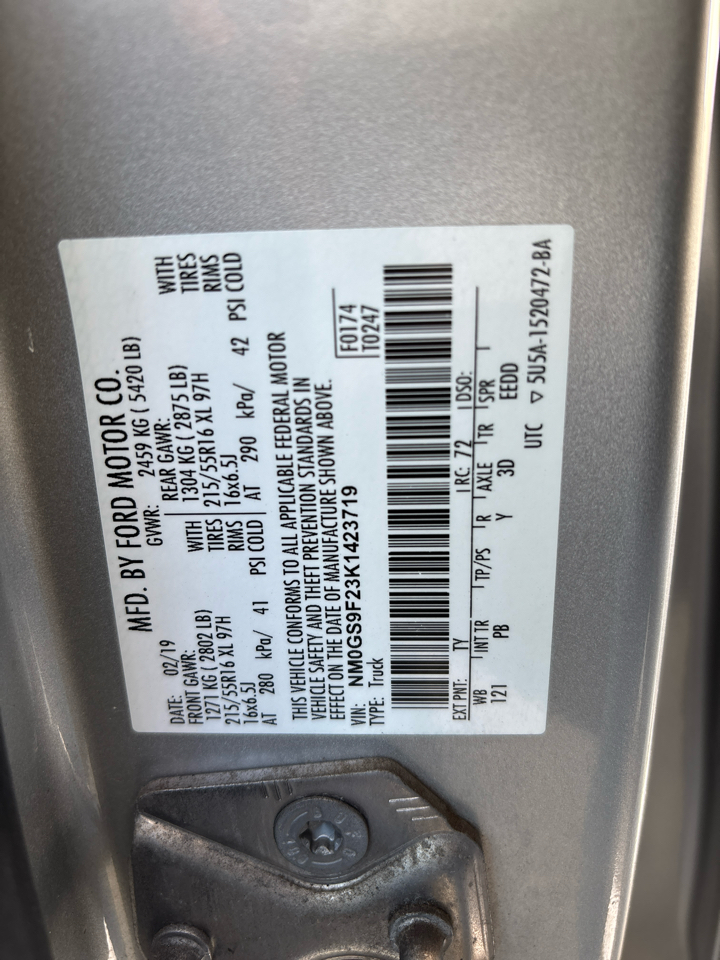 MFD. BY FORD MOTOR CO.
DATE: 02/19 GVWR: 2459 KG ( 5420 LB)
FRONT GAWR: REAR GAWR:
1271 KG ( 2802 LB) WITH 1304 KG ( 2875 LB) WITH
215/55R16 XL 97H TIRES 215/55R16 XL 97H TIRES
16x6.5J RIMS 16x6.5J RIMS
AT 280 kPa/ 41 PSI COLD AT 290 kPa/ 42 PSI COLD
THIS VEHICLE CONFORMS TO ALL APPLICABLE FEDERAL MOTOR
VEHICLE SAFETY AND THEFT PREVENTION STANDARDS IN
EFFECT ON THE DATE OF MANUFACTURE SHOWN ABOVE.
VIN: NM0GS9F23K1423719 F0174
TYPE: Truck T0247
EXT PNT: TY RC: 72 DSO:
WB INT TR TP/PS R AXLE TR SPR
121 PB Y 3D EEDD
UTC ▽ 5U5A-1520472-BA